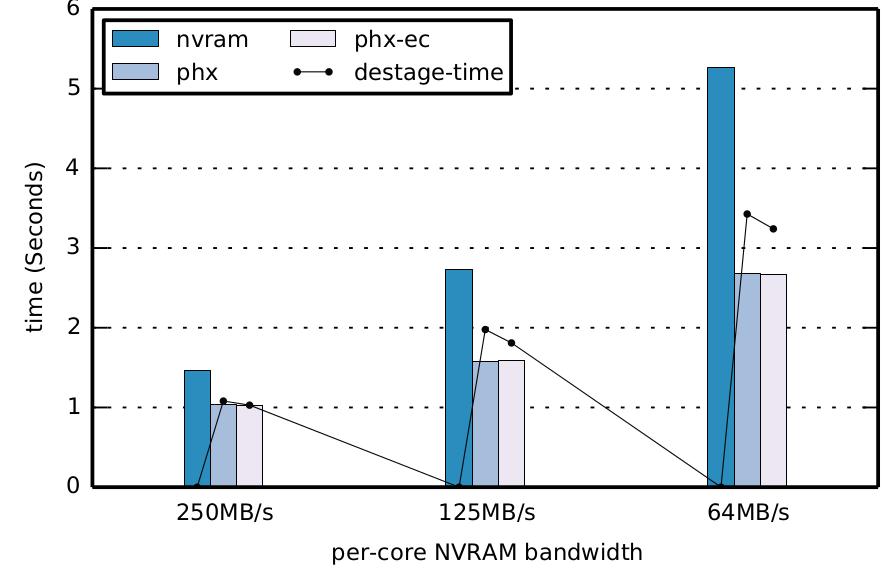 6
nvram
phx-ec
phx
destage-time
5
4
3
2
1
0
time (Seconds)
250MB/s
125MB/s
64MB/s
per-core NVRAM bandwidth